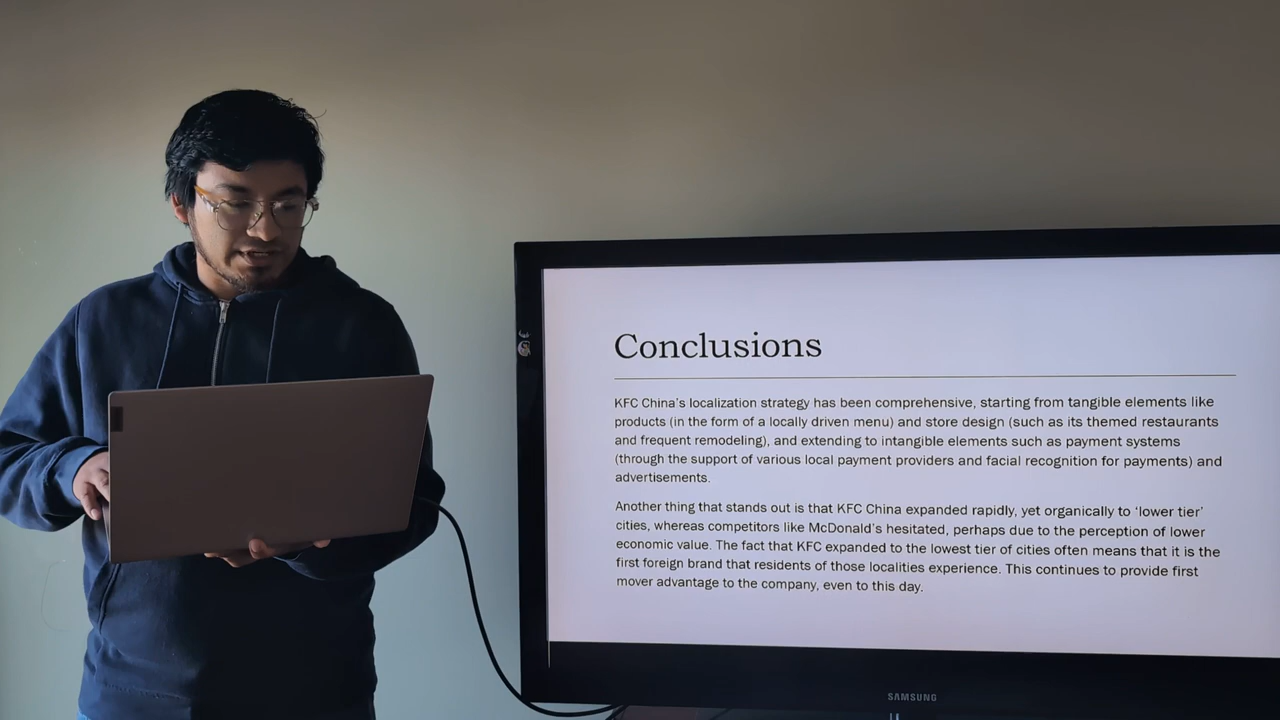 Conclusions
KFC China's localization strategy has been comprehensive, starting from tangible elements like
products (in the form of a locally driven menu) and store design (such as its themed restaurants
and frequent remodeling), and extending to intangible elements such as payment systems
(through the support of various local payment providers and facial recognition for payments) and
advertisements.
Another thing that stands out is that KFC China expanded rapidly, yet organically to 'lower tier'
cities, whereas competitors like McDonald's hesitated, perhaps due to the perception of lower
economic value. The fact that KFC expanded to the lowest tier of cities often means that it is the
first foreign brand that residents of those localities experience. This continues to provide first
mover advantage to the company, even to this day.
SAMSUNG